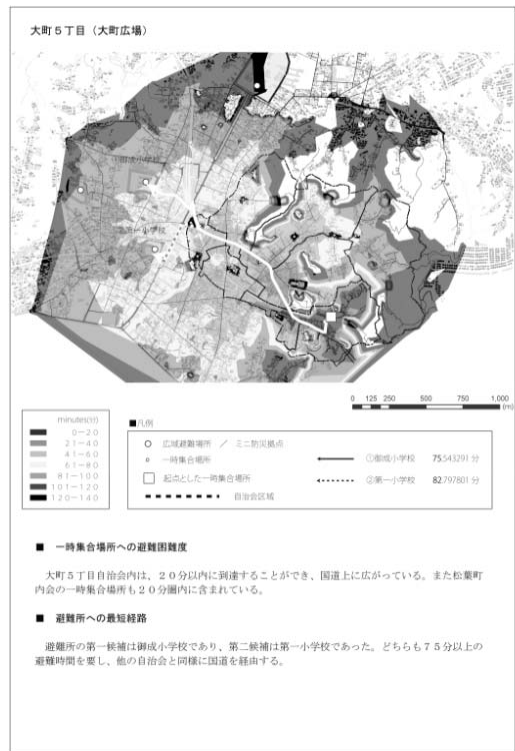 大町５丁目（大町広場）
①御成小学校
②第一小学校
0 125 250 500 750 1,000
(m)
minutes(分)
0－20
21－40
41－60
61－80
81－100
101－120
120－140
■凡例
広域避難場所 ／ ミニ防災拠点
一時集合場所
起点とした一時集合場所
自治会区域
①御成小学校 75.543291 分
②第一小学校 82.797801 分
■ 一時集合場所への避難困難度
大町５丁目自治会内は、２０分以内に到達することができ、国道上に広がっている。また松葉町
内会の一時集合場所も２０分圏内に含まれている。
■ 避難所への最短経路
避難所の第一候補は御成小学校であり、第二候補は第一小学校であった。どちらも７５分以上の
避難時間を要し、他の自治会と同様に国道を経由する。